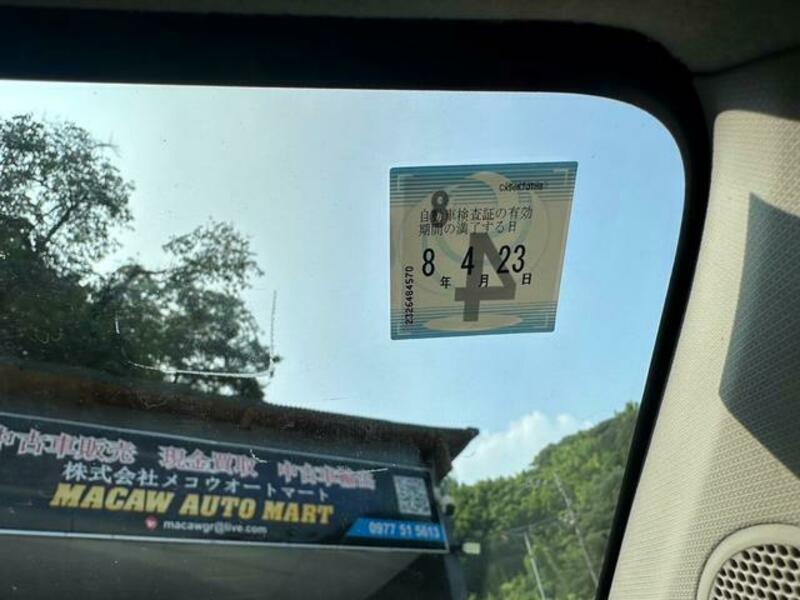 8
自動車検査証の有効
期間の満了する日
8年 4月 23日
4
2326484570
中古車販売 現金買取 中古車輸出
株式会社メコウオートマート
MACAW AUTO MART
macawgr@live.com
0977 51 5613